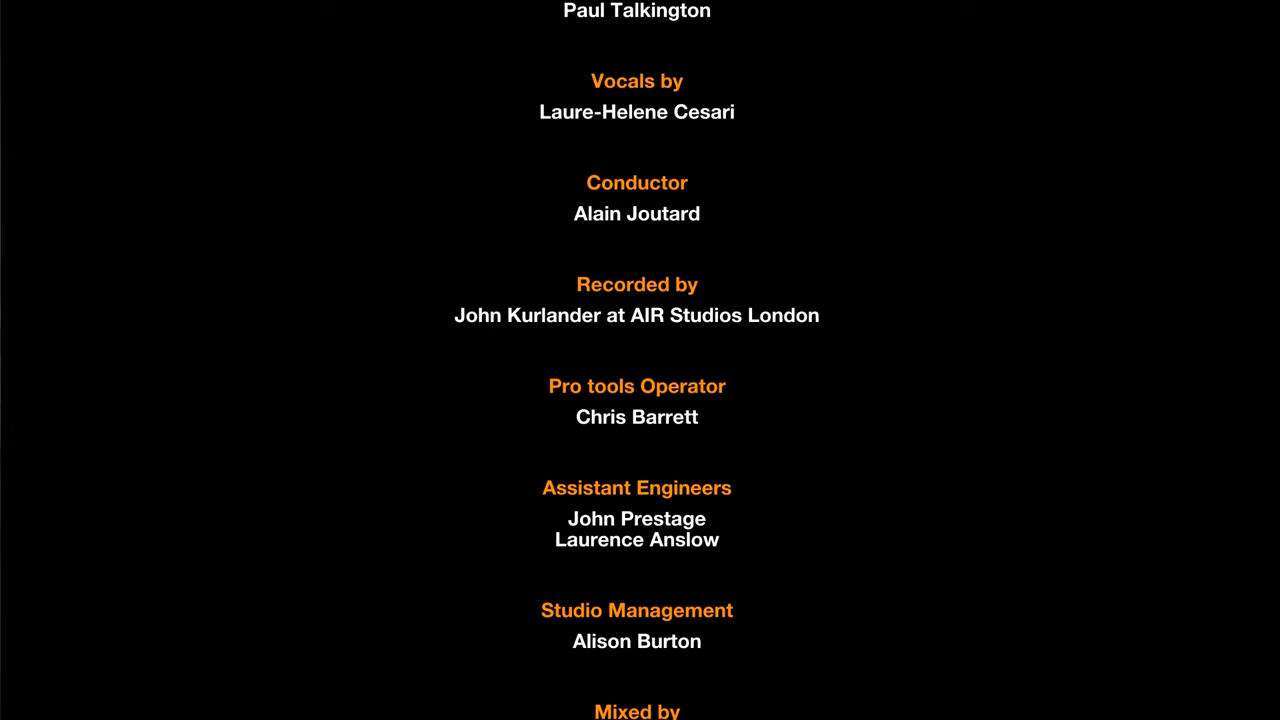 Paul Talkington
Vocals by
Laure-Helene Cesari
Conductor
Alain Joutard
Recorded by
John Kurlander at AIR Studios London
Pro tools Operator
Chris Barrett
Assistant Engineers
John Prestage
Laurence Anslow
Studio Management
Alison Burton
Mixed by